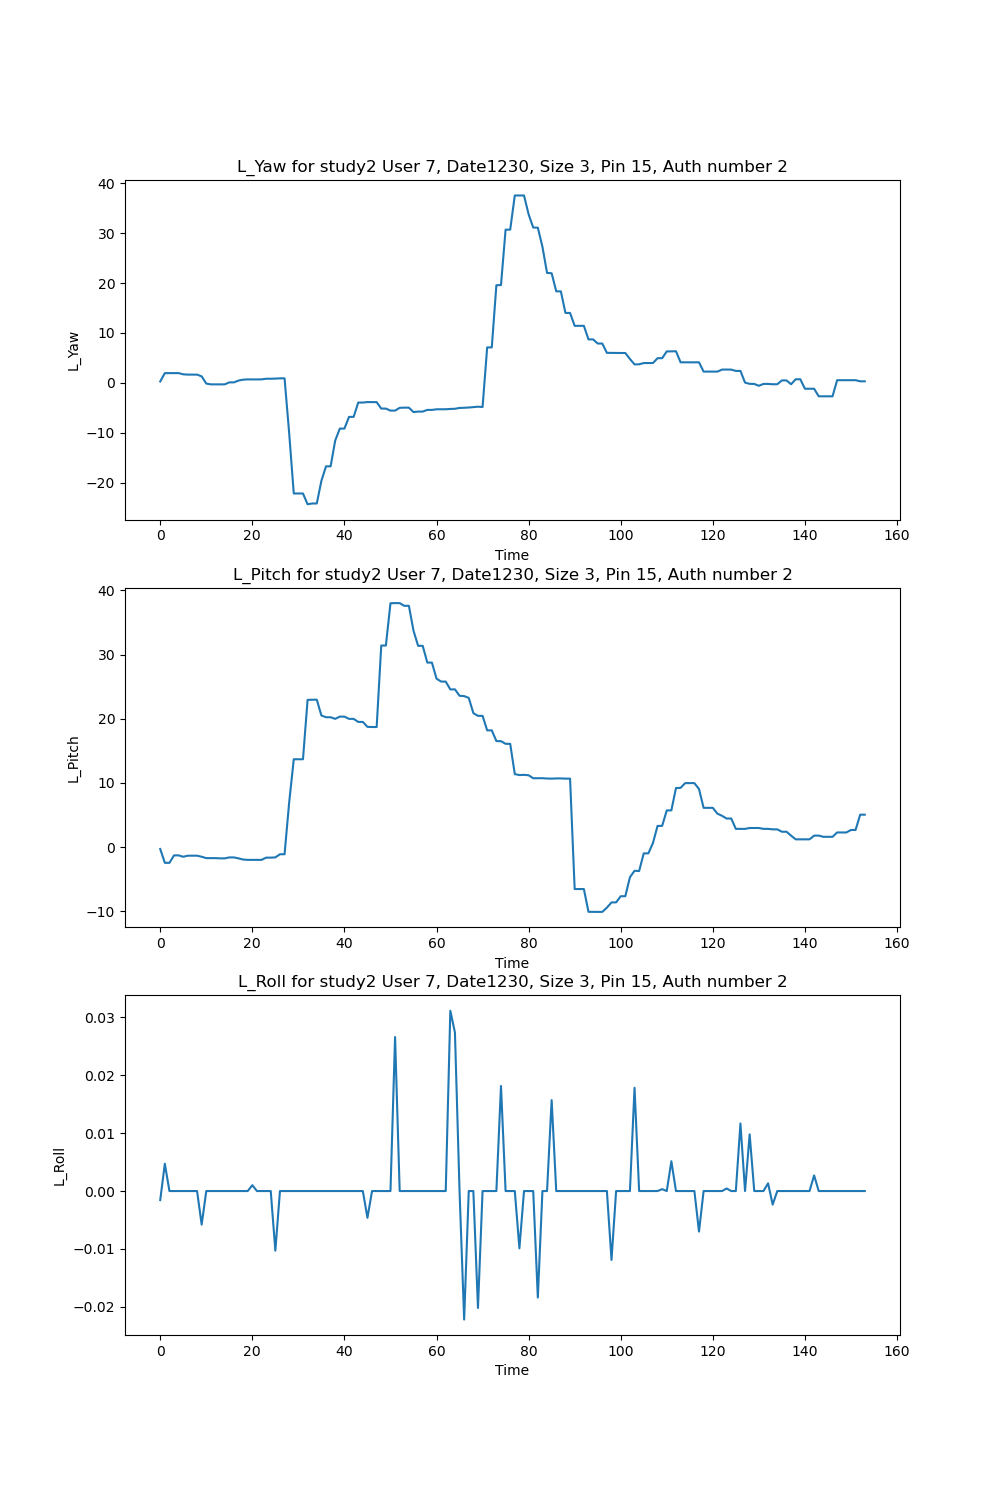 L_Yaw for study2 User 7, Date1230, Size 3, Pin 15, Auth number 2
40
30
20
10
0
−10
−20
L_Yaw
0 20 40 60 80 100 120 140 160
Time
L_Pitch for study2 User 7, Date1230, Size 3, Pin 15, Auth number 2
40
30
20
10
0
−10
L_Pitch
0 20 40 60 80 100 120 140 160
Time
L_Roll for study2 User 7, Date1230, Size 3, Pin 15, Auth number 2
0.03
0.02
0.01
0.00
−0.01
−0.02
L_Roll
0 20 40 60 80 100 120 140 160
Time